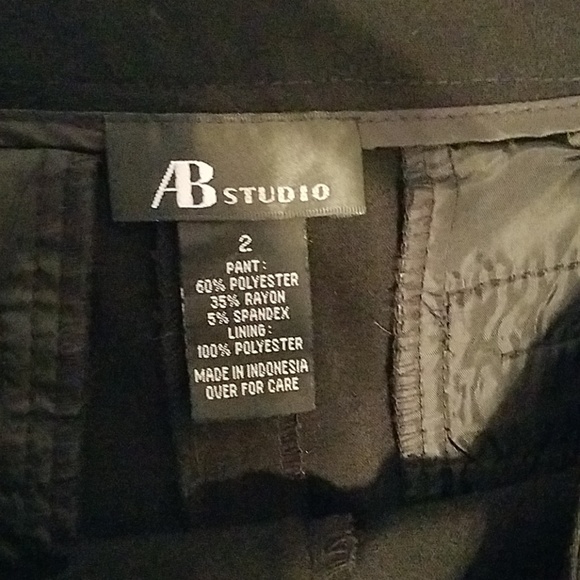 AB STUDIO
2
PANT:
60% POLYESTER
35% RAYON
5% SPANDEX
LINING:
100% POLYESTER
MADE IN INDONESIA
OVER FOR CARE